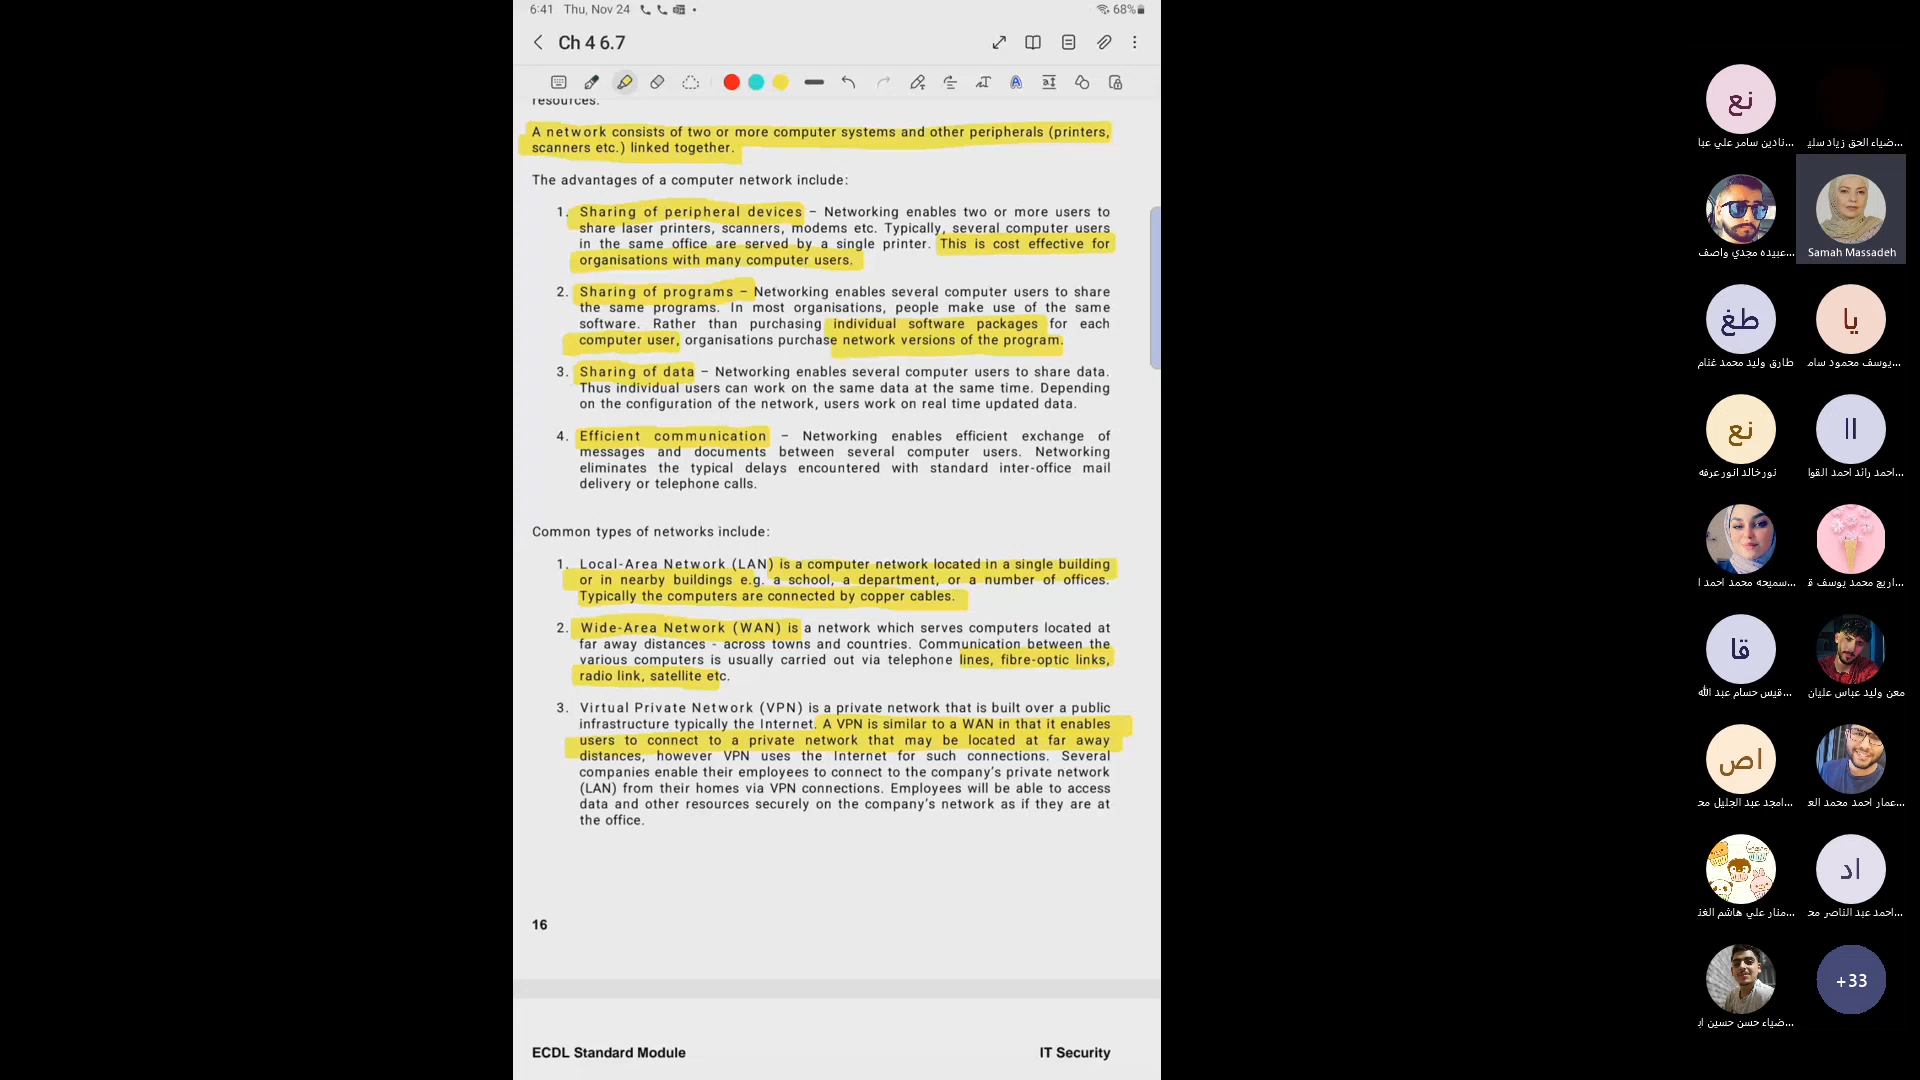 6:41 Thu, Nov 24
68%
Ch 4 6.7
resources.
A network consists of two or more computer systems and other peripherals (printers,
scanners etc.) linked together.
The advantages of a computer network include:
1. Sharing of peripheral devices – Networking enables two or more users to
share laser printers, scanners, modems etc. Typically, several computer users
in the same office are served by a single printer. This is cost effective for
organisations with many computer users.
2. Sharing of programs – Networking enables several computer users to share
the same programs. In most organisations, people make use of the same
software. Rather than purchasing individual software packages for each
computer user, organisations purchase network versions of the program.
3. Sharing of data – Networking enables several computer users to share data.
Thus individual users can work on the same data at the same time. Depending
on the configuration of the network, users work on real time updated data.
4. Efficient communication – Networking enables efficient exchange of
messages and documents between several computer users. Networking
eliminates the typical delays encountered with standard inter-office mail
delivery or telephone calls.
Common types of networks include:
1. Local-Area Network (LAN) is a computer network located in a single building
or in nearby buildings e.g. a school, a department, or a number of offices.
Typically the computers are connected by copper cables.
2. Wide-Area Network (WAN) is a network which serves computers located at
far away distances - across towns and countries. Communication between the
various computers is usually carried out via telephone lines, fibre-optic links,
radio link, satellite etc.
3. Virtual Private Network (VPN) is a private network that is built over a public
infrastructure typically the Internet. A VPN is similar to a WAN in that it enables
users to connect to a private network that may be located at far away
distances, however VPN uses the Internet for such connections. Several
companies enable their employees to connect to the company's private network
(LAN) from their homes via VPN connections. Employees will be able to access
data and other resources securely on the company's network as if they are at
the office.
16
ECDL Standard Module
IT Security
نع
نادين سامر علي عبا...
ضياء الحق زياد سلي...
عبيده مجدي واصف...
Samah Massadeh
طغ
طارق وليد محمد غنام
يا
يوسف محمود سام...
نع
نور خالد انور عرفه
اا
احمد رائد احمد القوا...
سميحه محمد احمد ا...
اريج محمد يوسف ق...
قا
قيس حسام عبد الله...
معن وليد عباس عليان
اص
امجد عبد الجليل مح...
عمار احمد محمد الع...
منار علي هاشم الغن...
اد
احمد عبد الناصر مح...
ضياء حسن حسين اب...
+33